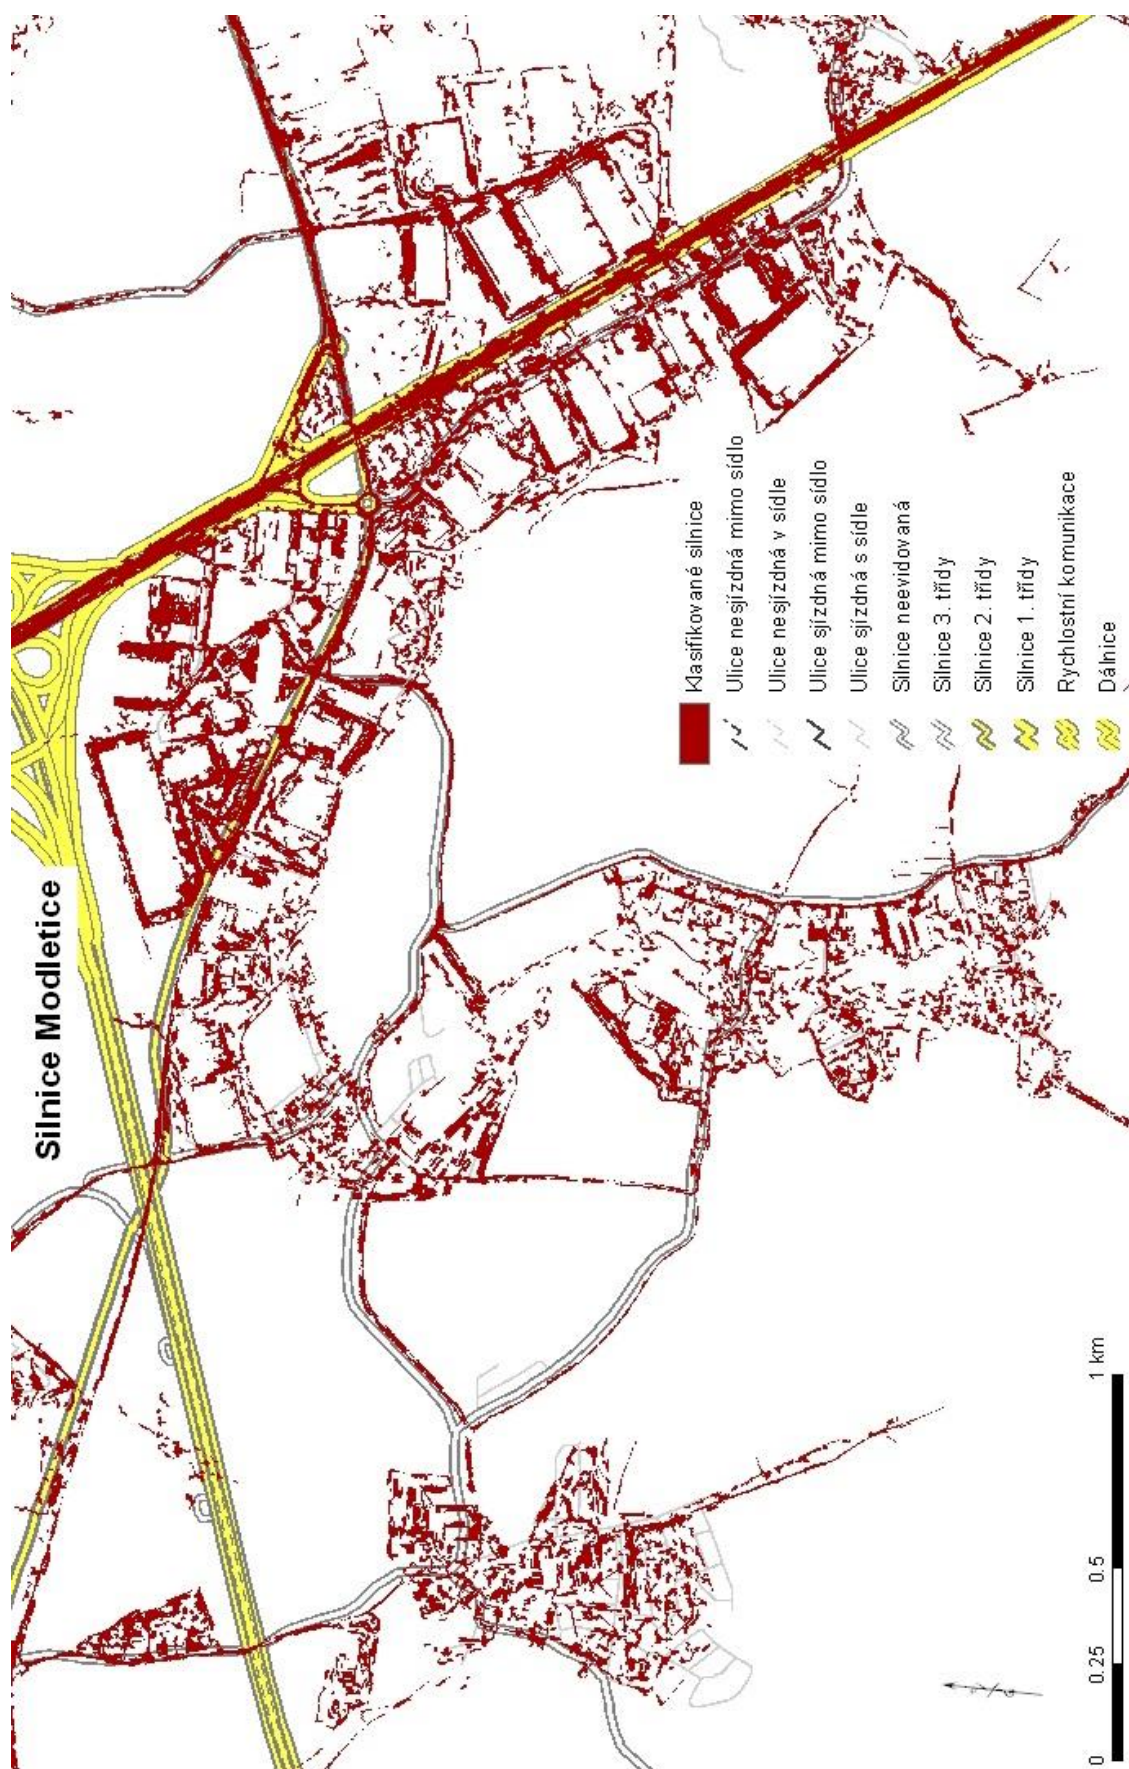 Silnice Modletice
Klasifikované silnice
Ulice nesjízdná mimo sídlo
Ulice nesjízdná v sídle
Ulice sjízdná mimo sídlo
Ulice sjízdná s sídle
Silnice neevidovaná
Silnice 3. třídy
Silnice 2. třídy
Silnice 1. třídy
Rychlostní komunikace
Dálnice
0 0.25 0.5 1 km